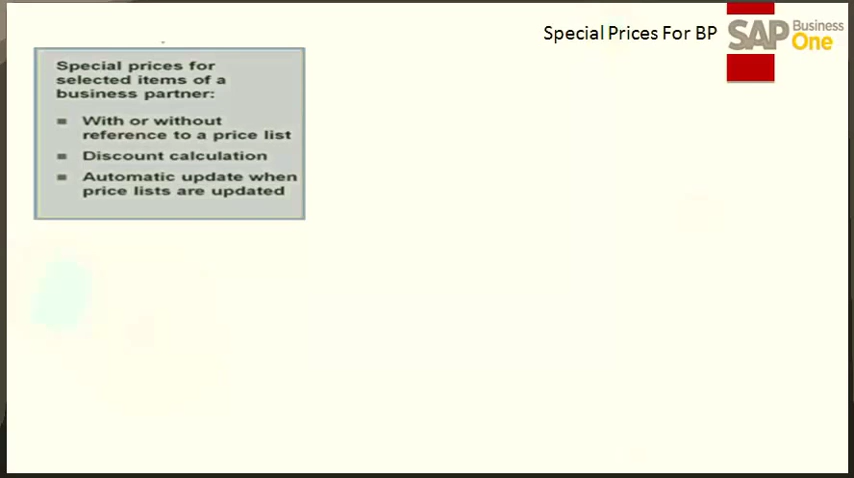 Special Prices For BP
SAP Business One
Special prices for
selected items of a
business partner:
■ With or without
reference to a price list
■ Discount calculation
■ Automatic update when
price lists are updated